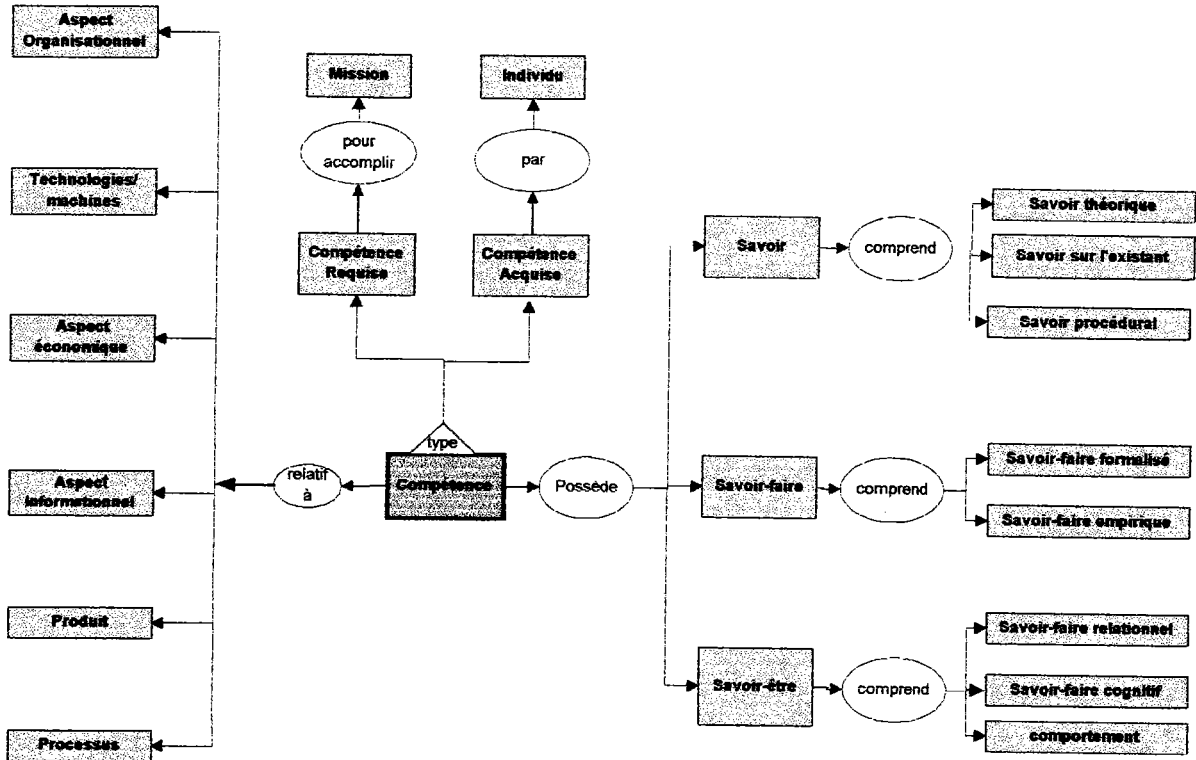 Aspect
Organisationnel
Technologies/
machines
Aspect
économique
Aspect
Informationnel
Produit
Processus
Mission
Individu
pour
accomplir
par
Compétence
Requise
Compétence
Acquise
type
relatif
à
Compétence
Possède
Savoir
comprend
Savoir théorique
Savoir sur l'existant
Savoir procédural
Savoir-faire
comprend
Savoir-faire formalisé
Savoir-faire empirique
Savoir-être
comprend
Savoir-faire relationnel
Savoir-faire cognitif
comportement